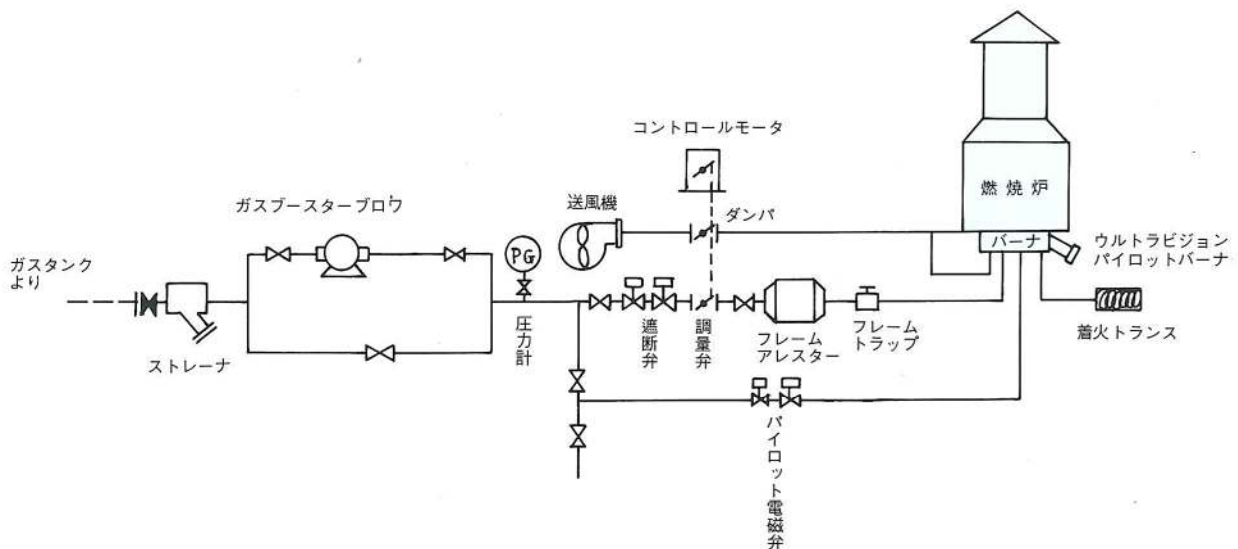 コントロールモータ
燃焼炉
ガスブースターブロワ
送風機
ダンパ
バーナ
ウルトラビジョン
パイロットバーナ
ガスタンク
より
PG
ストレーナ
圧力計
遮断弁
調量弁
フレーム
アレスター
フレーム
トラップ
着火トランス
パイロット電磁弁